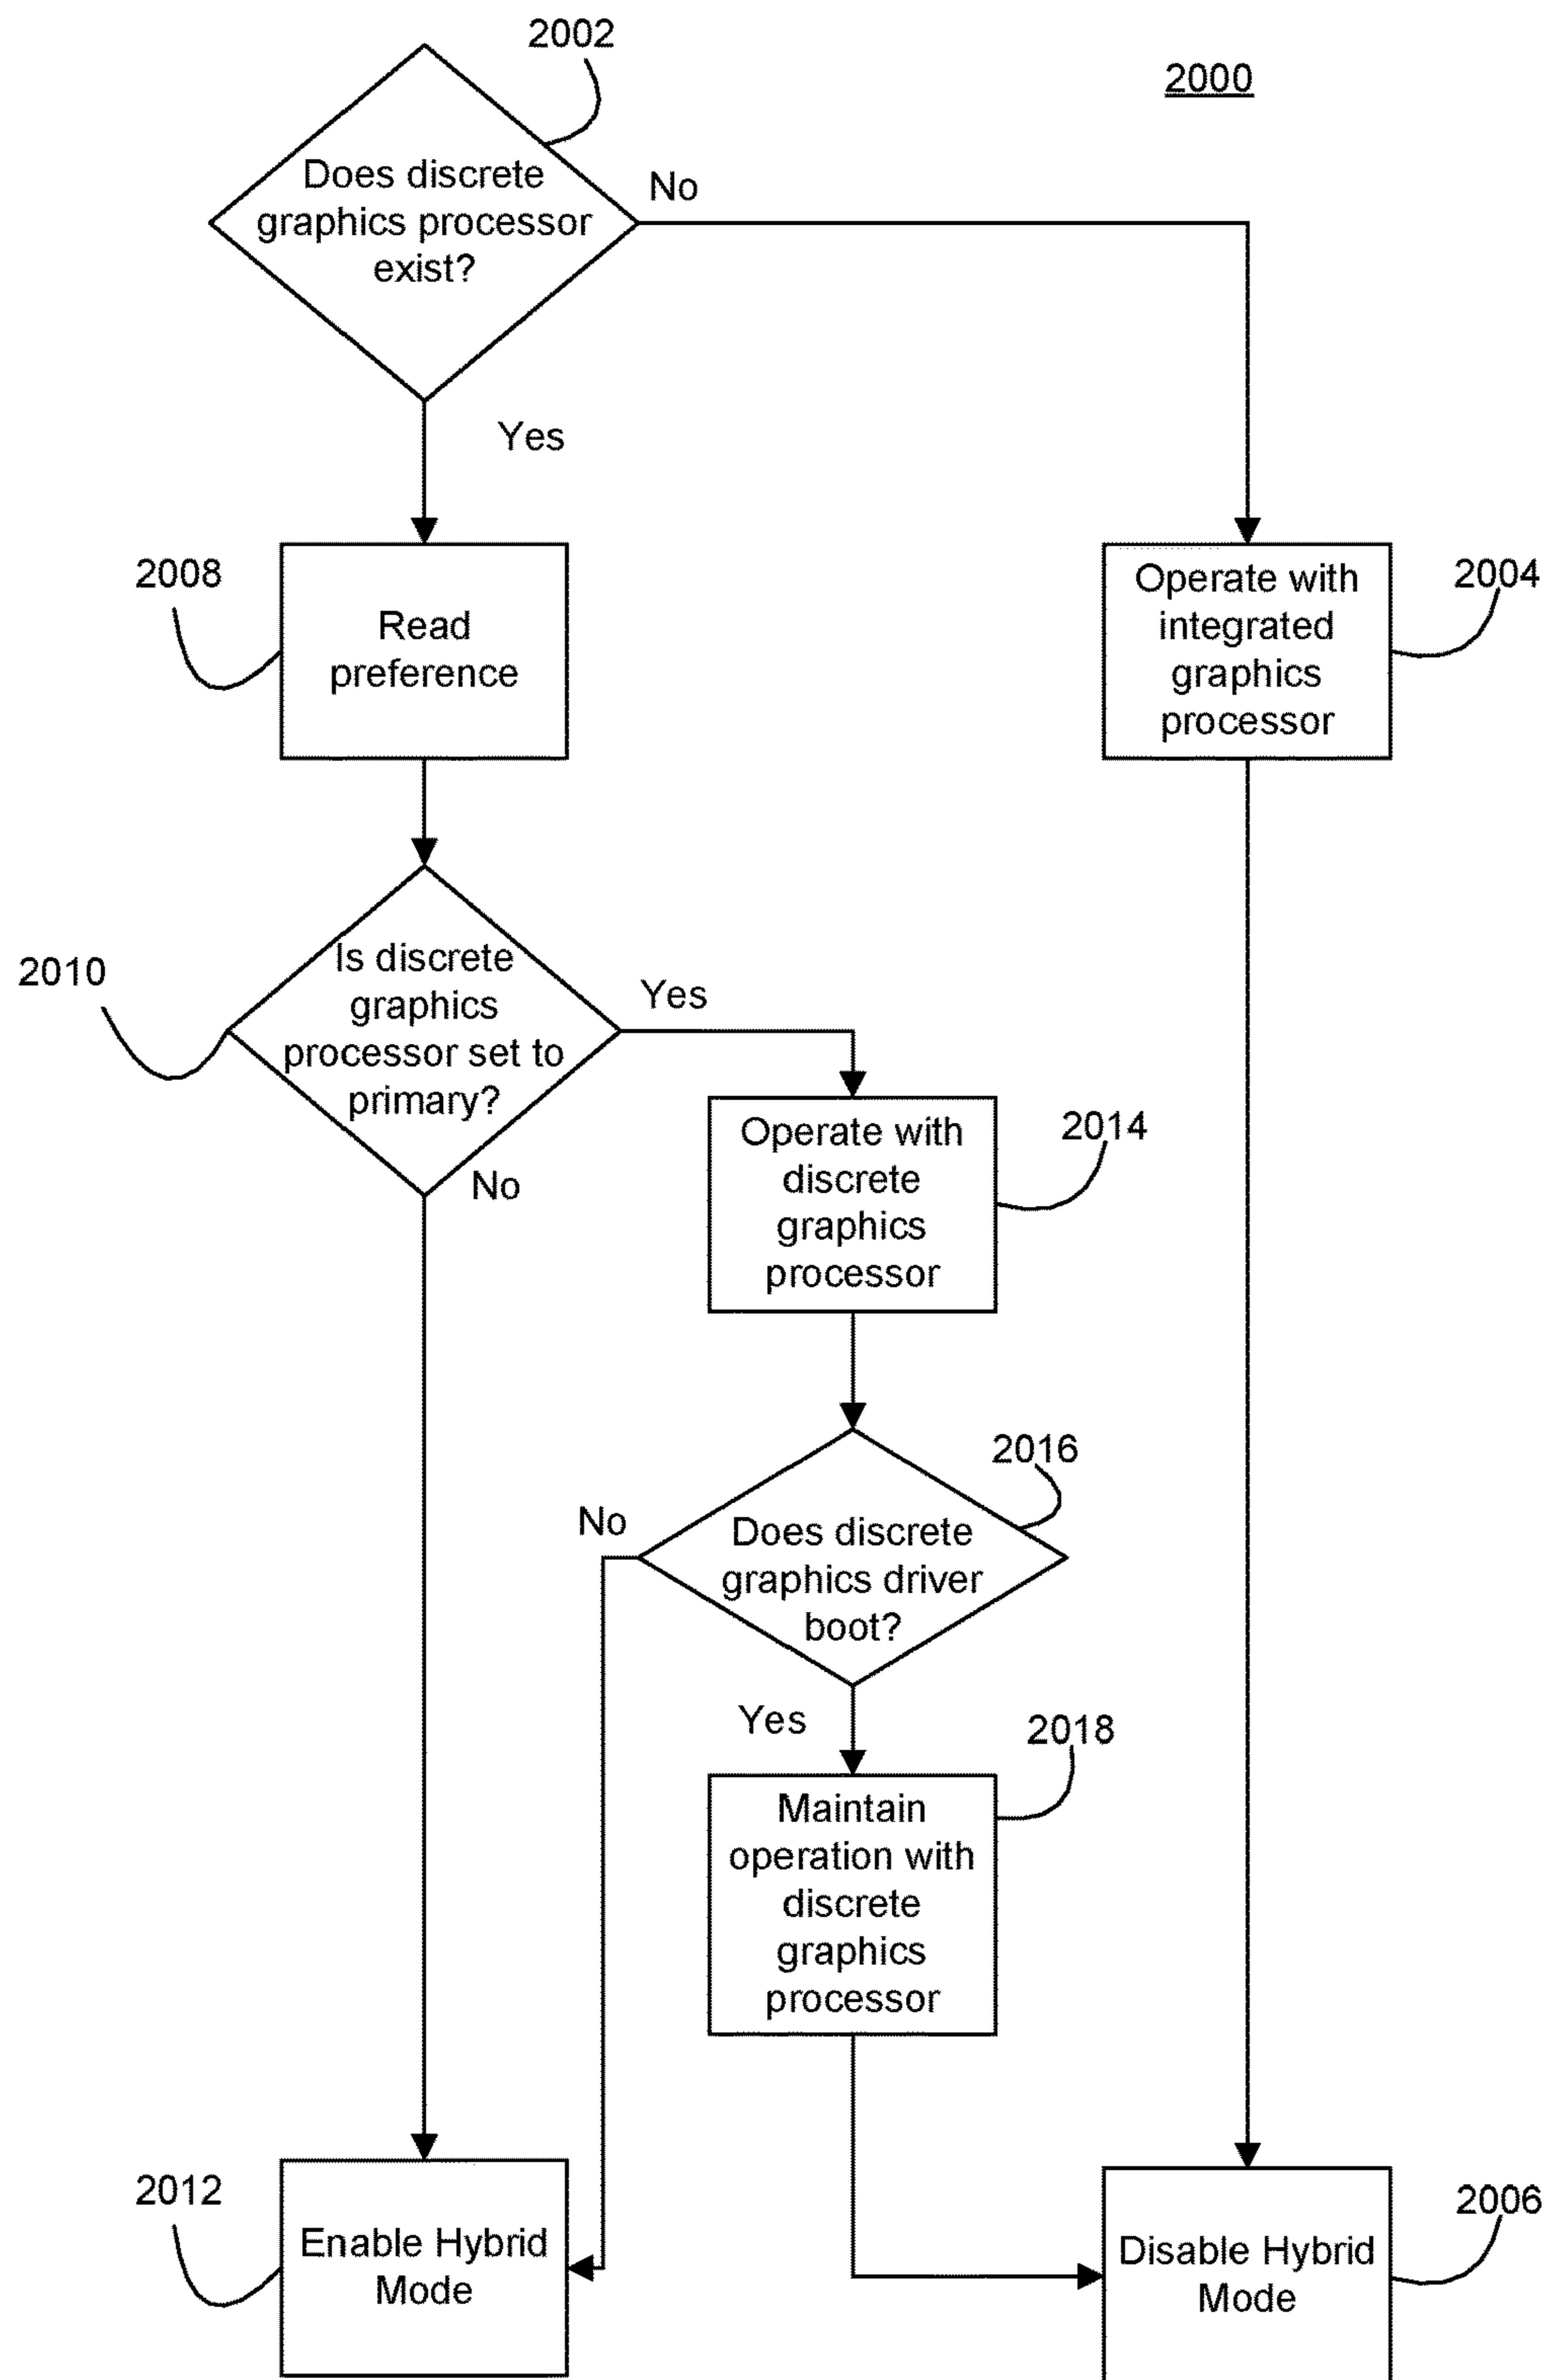 2002
2000
Does discrete
graphics processor
exist?
No
Yes
2008
Read
preference
Operate with
integrated
graphics
processor
2004
2010
Is discrete
graphics
processor set to
primary?
Yes
No
Operate with
discrete
graphics
processor
2014
2016
No
Does discrete
graphics driver
boot?
Yes
2018
Maintain
operation with
discrete
graphics
processor
2012
Enable Hybrid
Mode
Disable Hybrid
Mode
2006